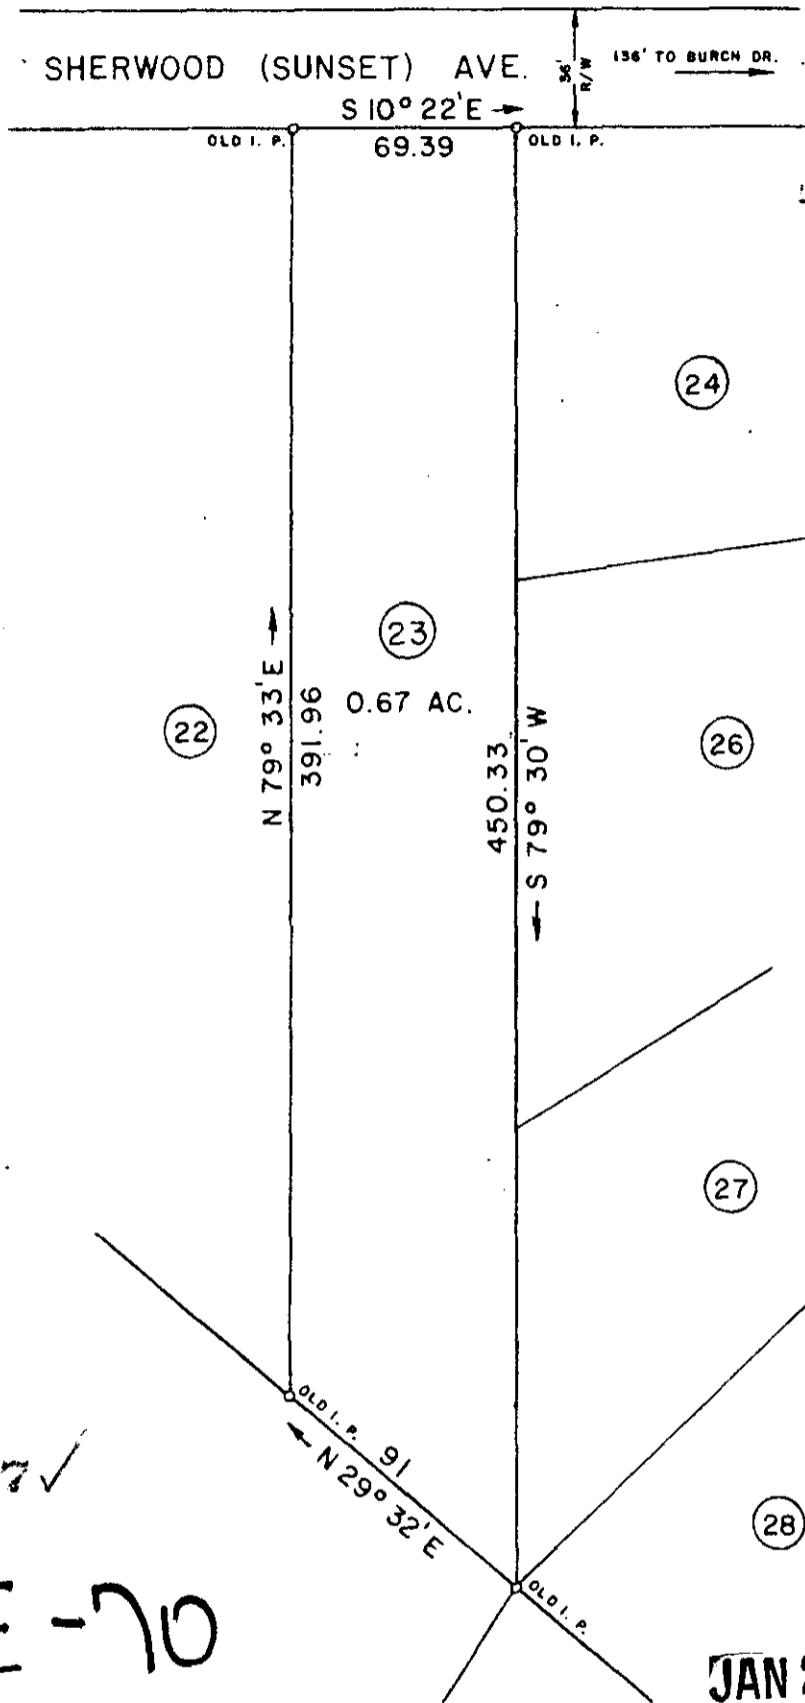 SHERWOOD (SUNSET) AVE.
36'
R/W
136' TO BURCH DR.
S 10° 22' E
OLD I. P.
69.39
OLD I. P.
24
23
0.67 AC.
N 79° 33' E
391.96
22
450.33
S 79° 30' W
26
27
OLD I. P.
91
N 29° 32' E
28
OLD I. P.
-70
JAN